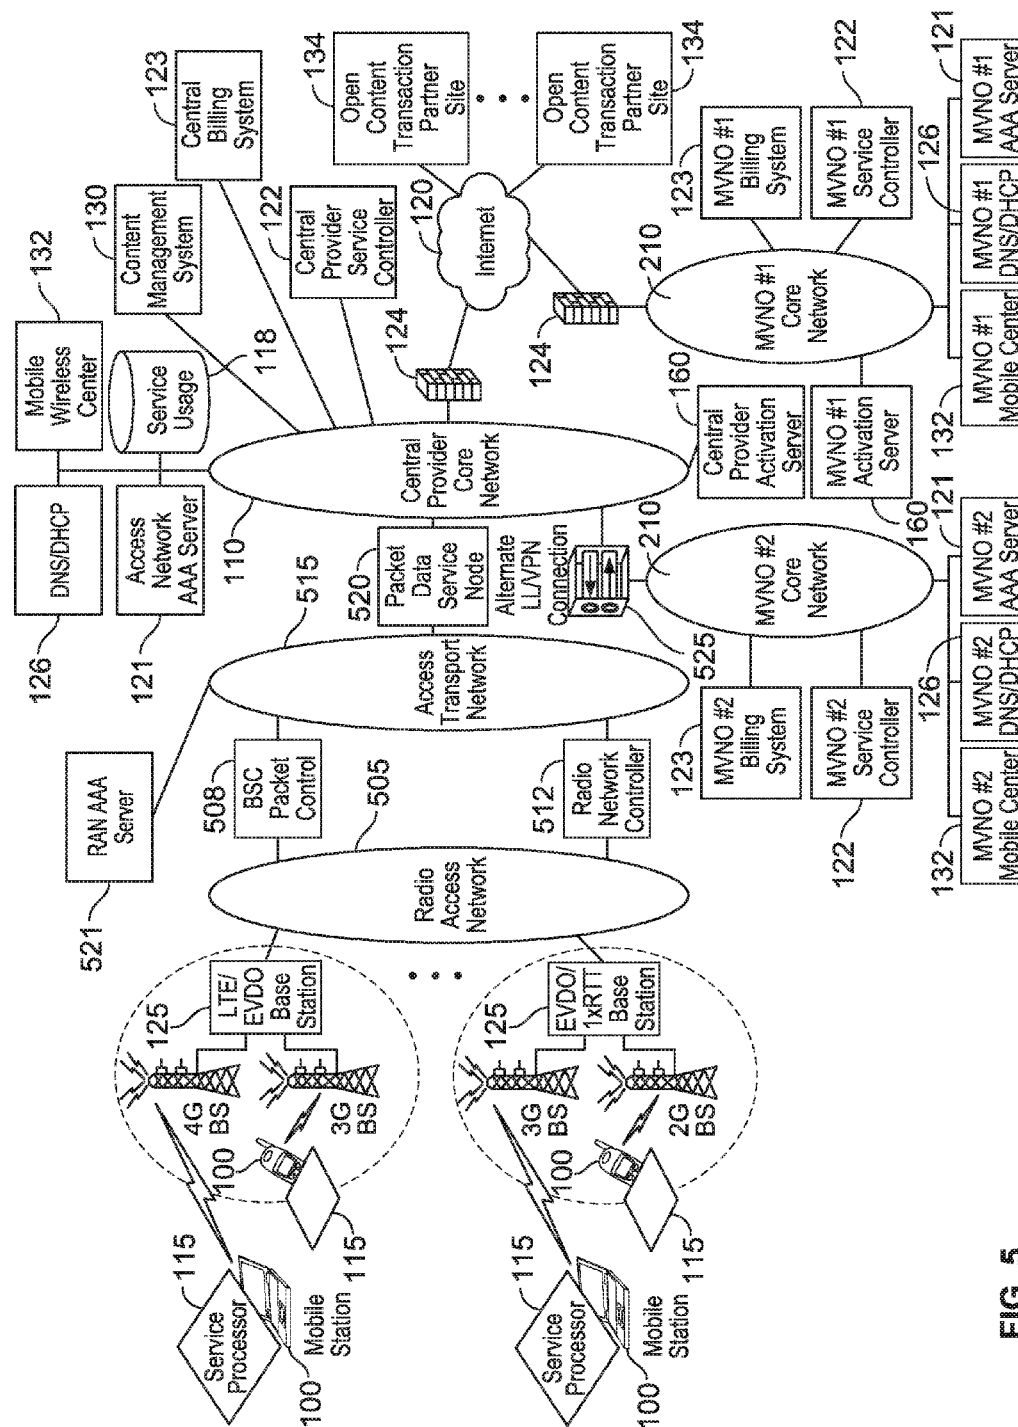 132
Mobile
Wireless
Center
130
Content
Management
System
123
Central
Billing
System
134
Open
Content
Transaction
Partner
Site
Open
Content
Transaction
Partner
Site
134
DNS/DHCP
126
Service
Usage
118
Access
Network
AAA Server
121
122
Central
Provider
Service
Controller
120
Internet
110
Central
Provider
Core
Network
124
124
RAN AAA
Server
521
515
Access
Transport Network
520
Packet
Data
Service
Node
Alternate
LL/VPN
Connection
525
508
BSC
Packet
Control
505
512
Radio
Network
Controller
Radio
Access
Network
125
LTE/
EVDO
Base
Station
4G
BS
3G
BS
100
115
115
Service
Processor
Mobile
Station
100
125
EVDO/
1xRTT
Base
Station
3G
BS
2G
BS
100
115
115
Service
Processor
Mobile
Station
100
160
Central
Provider
Activation
Server
MVNO #1
Activation
Server
160
210
MVNO #1
Core
Network
123
MVNO #1
Billing
System
MVNO #1
Service
Controller
122
132
MVNO #1
Mobile Center
126
MVNO #1
DNS/DHCP
121
MVNO #1
AAA Server
210
MVNO #2
Core
Network
123
MVNO #2
Billing
System
MVNO #2
Service
Controller
122
132
MVNO #2
Mobile Center
126
MVNO #2
DNS/DHCP
121
MVNO #2
AAA Server
FIG. 5